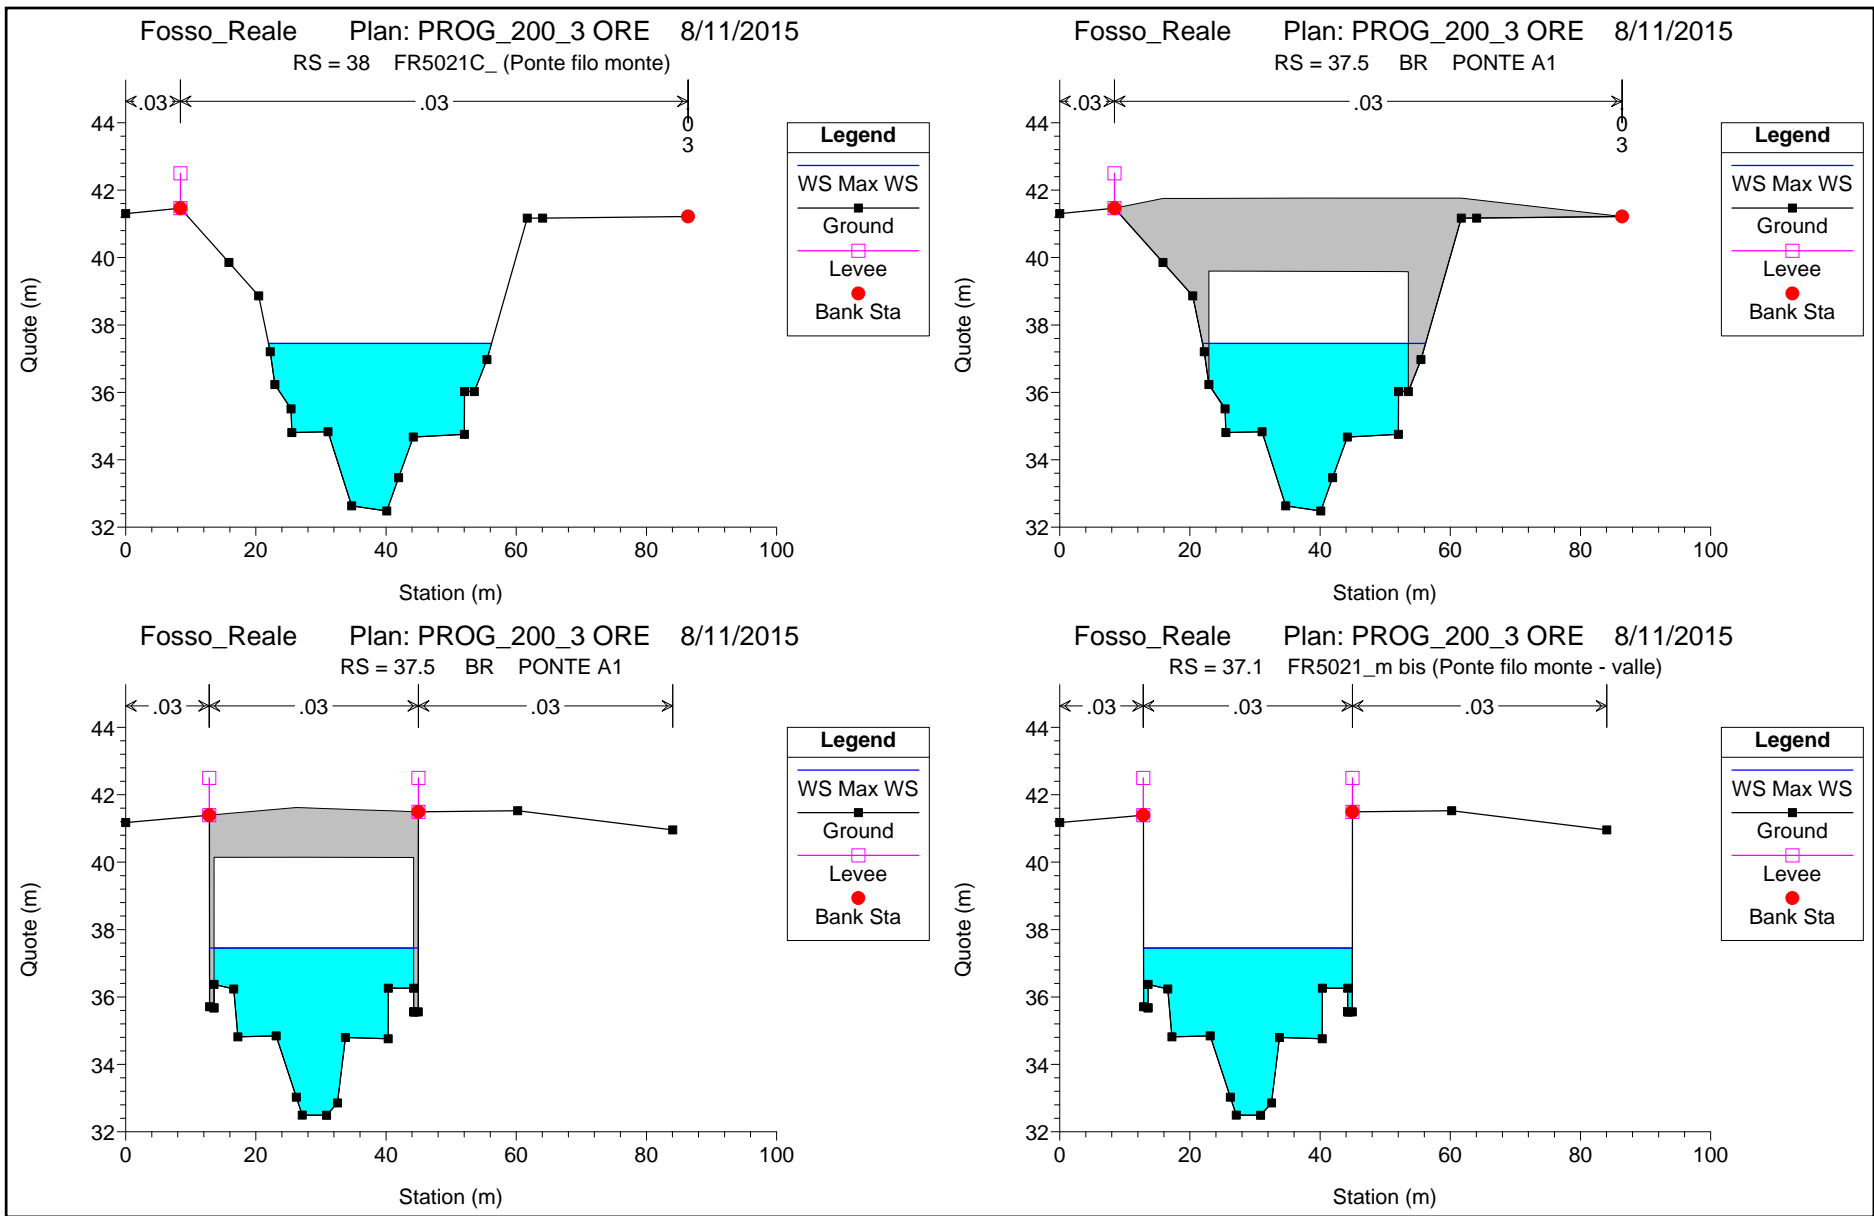 Fosso_Reale Plan: PROG_200_3 ORE 8/11/2015
RS = 38 FR5021C_ (Ponte filo monte)
.03
.03
.03
44
42
40
38
36
34
32
Quote (m)
0
20
40
60
80
100
Station (m)
Legend
WS Max WS
Ground
Levee
Bank Sta
Fosso_Reale Plan: PROG_200_3 ORE 8/11/2015
RS = 37.5 BR PONTE A1
.03
.03
.03
44
42
40
38
36
34
32
Quote (m)
0
20
40
60
80
100
Station (m)
Legend
WS Max WS
Ground
Levee
Bank Sta
Fosso_Reale Plan: PROG_200_3 ORE 8/11/2015
RS = 37.5 BR PONTE A1
.03
.03
.03
44
42
40
38
36
34
32
Quote (m)
0
20
40
60
80
100
Station (m)
Legend
WS Max WS
Ground
Levee
Bank Sta
Fosso_Reale Plan: PROG_200_3 ORE 8/11/2015
RS = 37.1 FR5021_m bis (Ponte filo monte - valle)
.03
.03
.03
44
42
40
38
36
34
32
Quote (m)
0
20
40
60
80
100
Station (m)
Legend
WS Max WS
Ground
Levee
Bank Sta